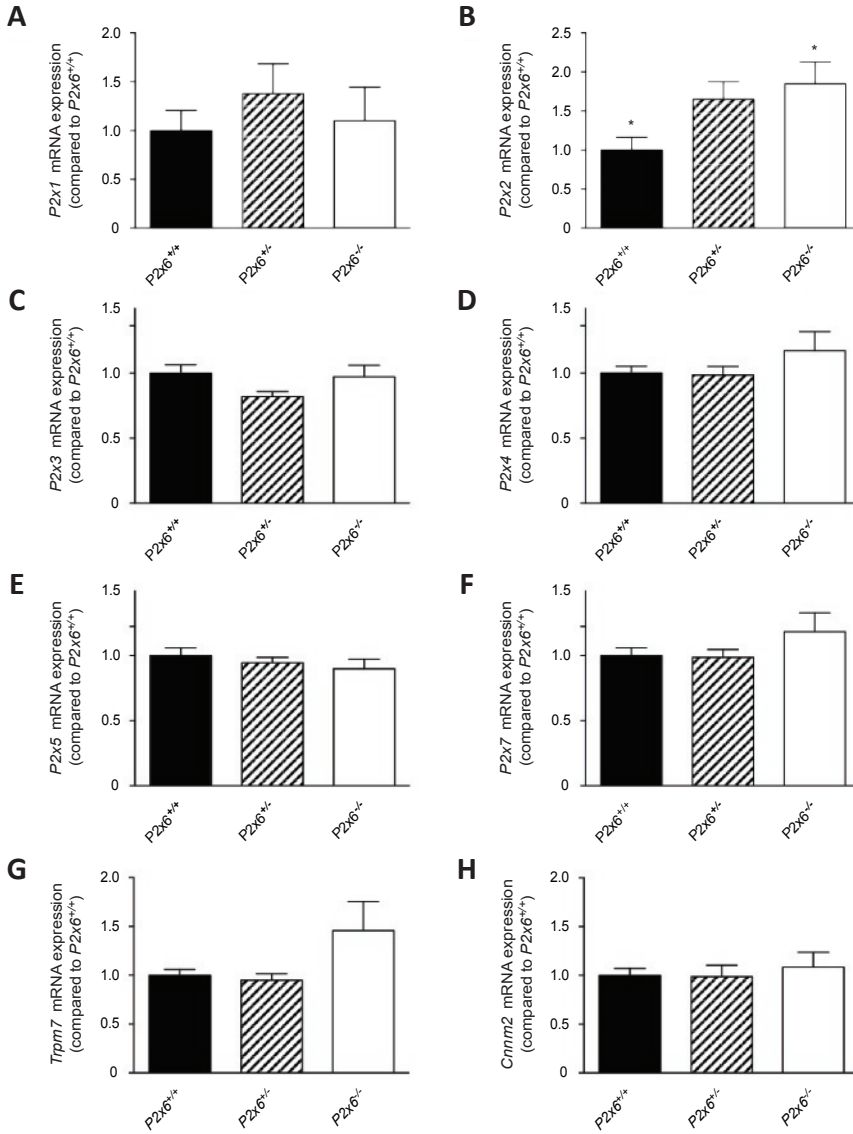 A
P2x1 mRNA expression
(compared to P2x6+/+)
2.0
1.5
1.0
0.5
0
P2x6+/+
P2x6+/-
P2x6-/-
B
P2x2 mRNA expression
(compared to P2x6+/+)
2.5
2.0
1.5
1.0
0.5
0
*
*
P2x6+/+
P2x6+/-
P2x6-/-
C
P2x3 mRNA expression
(compared to P2x6+/+)
1.5
1.0
0.5
0
P2x6+/+
P2x6+/-
P2x6-/-
D
P2x4 mRNA expression
(compared to P2x6+/+)
1.5
1.0
0.5
0
P2x6+/+
P2x6+/-
P2x6-/-
E
P2x5 mRNA expression
(compared to P2x6+/+)
1.5
1.0
0.5
0
P2x6+/+
P2x6+/-
P2x6-/-
F
P2x7 mRNA expression
(compared to P2x6+/+)
1.5
1.0
0.5
0
P2x6+/+
P2x6+/-
P2x6-/-
G
Trpm7 mRNA expression
(compared to P2x6+/+)
2.0
1.5
1.0
0.5
0
P2x6+/+
P2x6+/-
P2x6-/-
H
Cnnm2 mRNA expression
(compared to P2x6+/+)
2.0
1.5
1.0
0.5
0
P2x6+/+
P2x6+/-
P2x6-/-